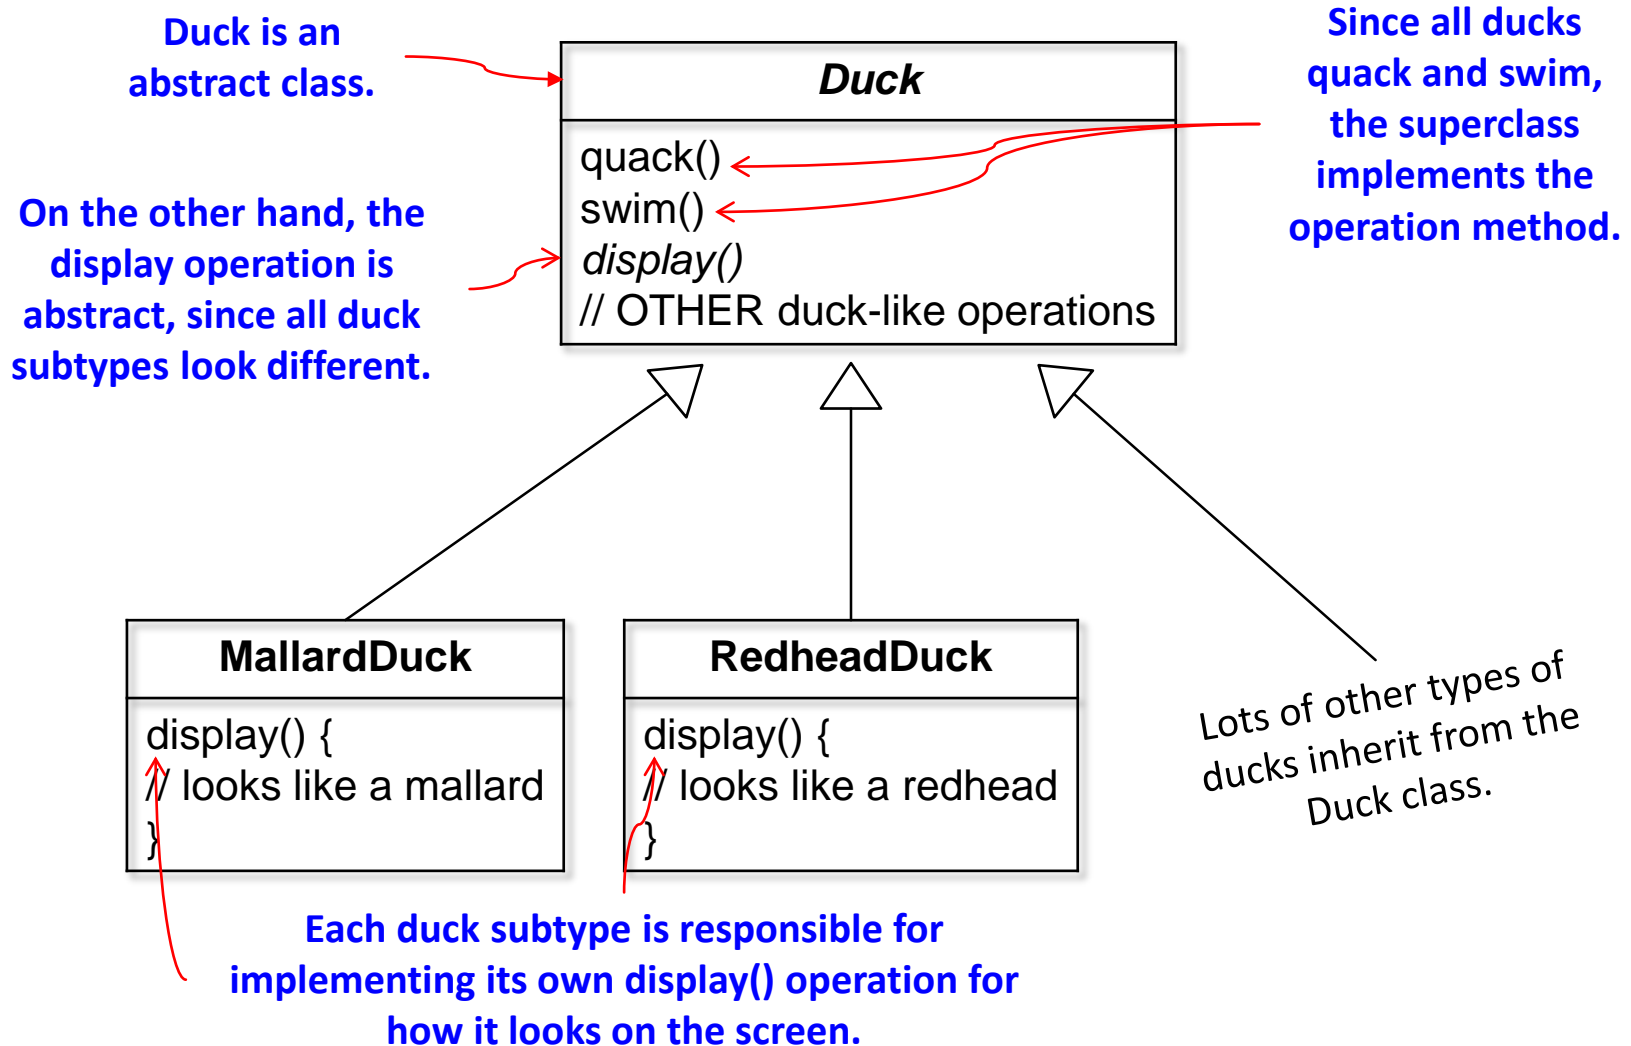 Duck is an
abstract class.
Duck
Since all ducks
quack and swim,
the superclass
implements the
operation method.
quack()
swim()
display()
// OTHER duck-like operations
On the other hand, the
display operation is
abstract, since all duck
subtypes look different.
MallardDuck
display() {
// looks like a mallard
}
RedheadDuck
display() {
// looks like a redhead
}
Lots of other types of
ducks inherit from the
Duck class.
Each duck subtype is responsible for
implementing its own display() operation for
how it looks on the screen.